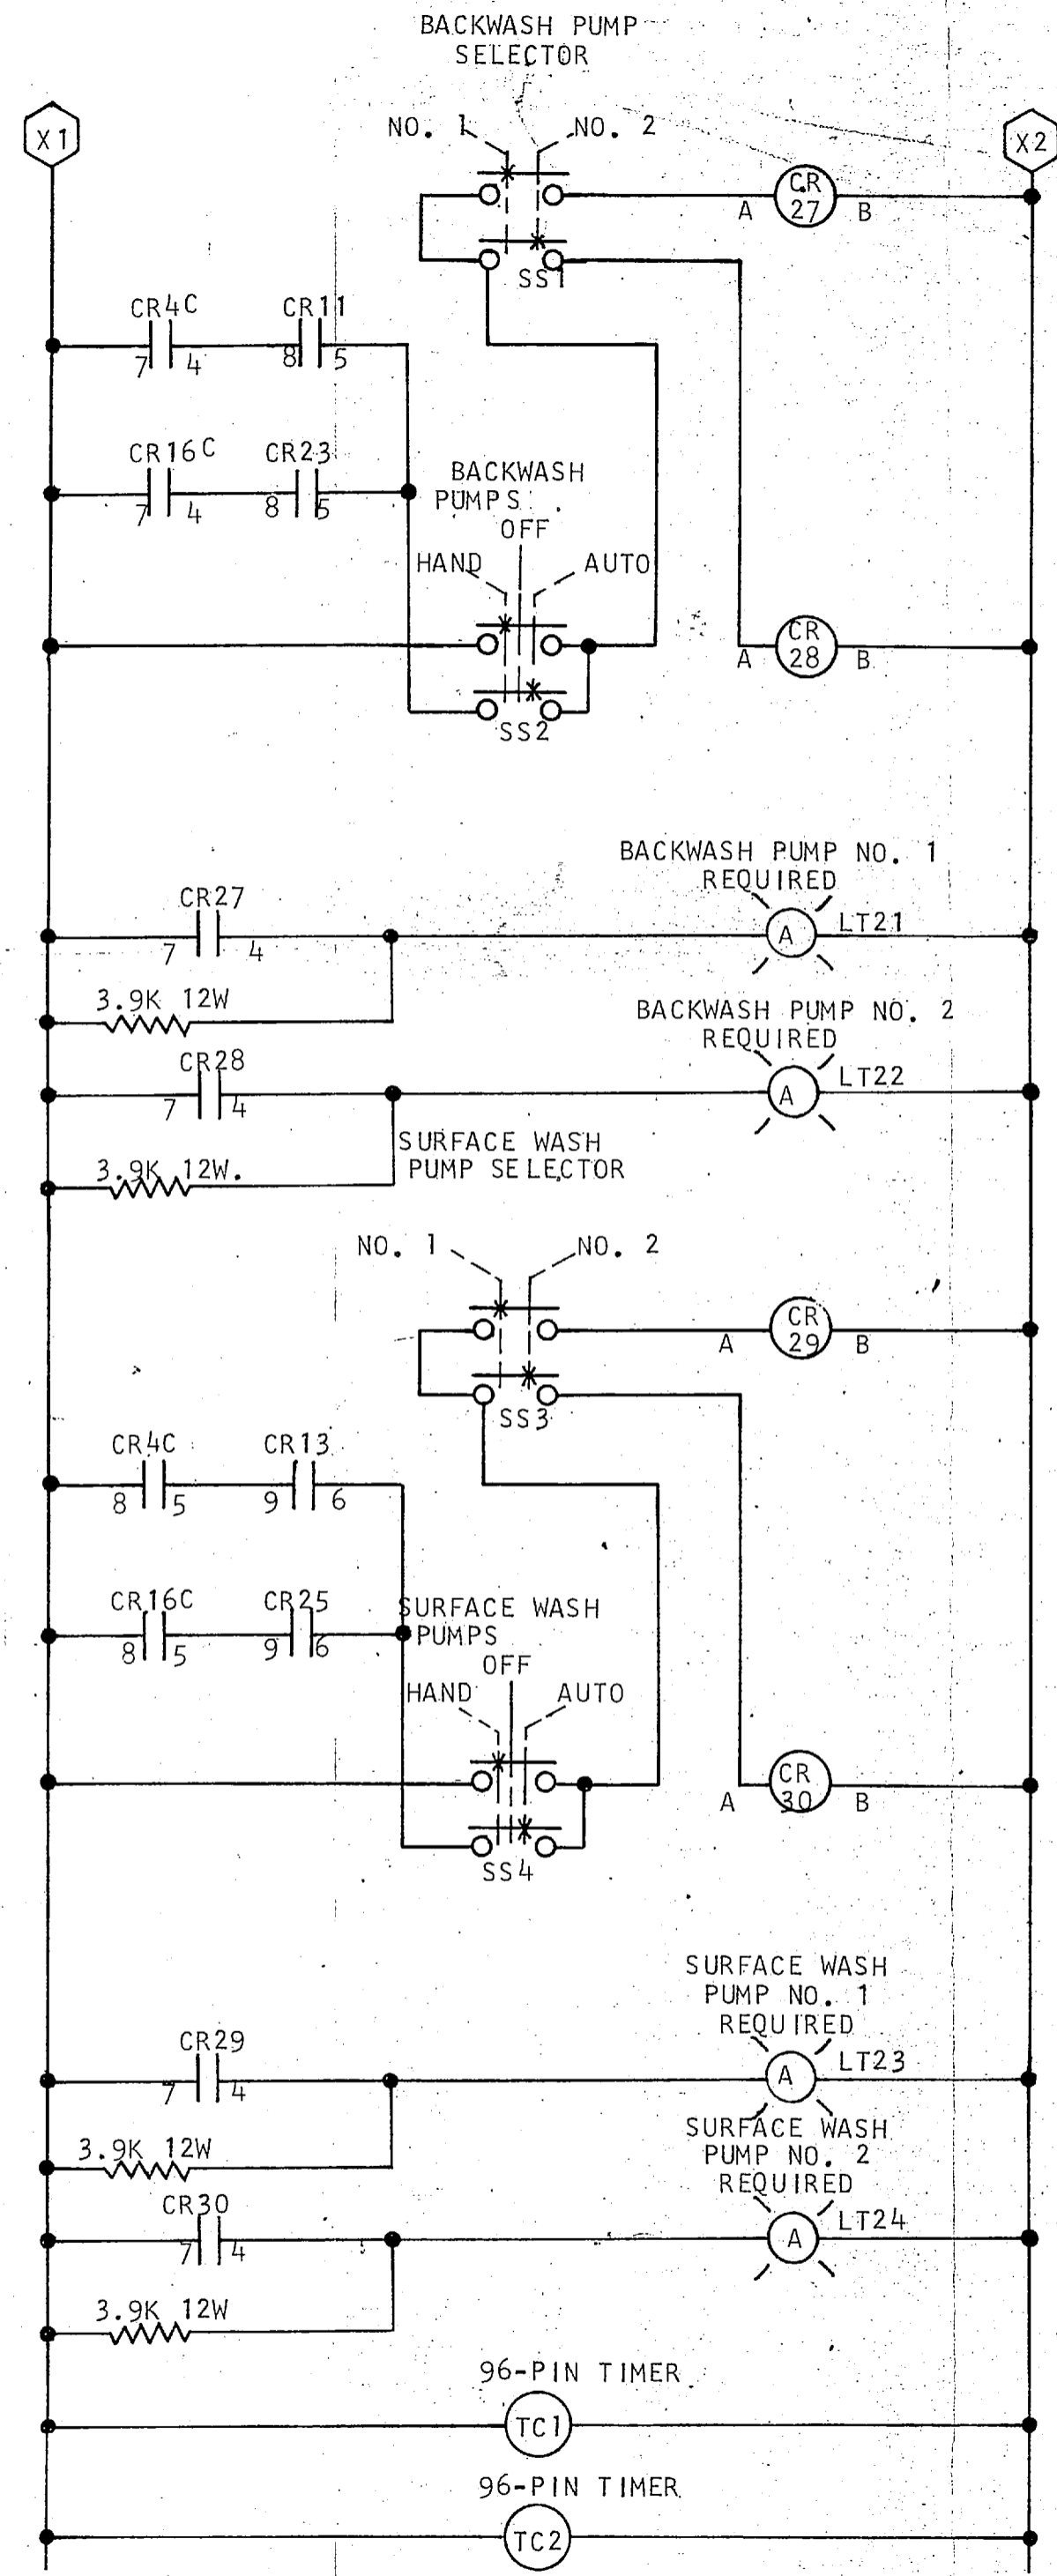 BACKWASH PUMP
SELECTOR
X1
NO. 1
NO. 2
X2
CR
27
A
B
SS1
CR4C
7
4
CR11
8
5
CR16C
7
4
CR23
8
5
BACKWASH
PUMPS
OFF
HAND
AUTO
CR
28
A
B
SS2
BACKWASH PUMP NO. 1
REQUIRED
CR27
7
4
A
LT21
3.9K 12W
BACKWASH PUMP NO. 2
REQUIRED
CR28
7
4
A
LT22
3.9K 12W.
SURFACE WASH
PUMP SELECTOR
NO. 1
NO. 2
CR
29
A
B
SS3
CR4C
8
5
CR13
9
6
CR16C
8
5
CR25
9
6
SURFACE WASH
PUMPS
OFF
HAND
AUTO
CR
30
A
B
SS4
SURFACE WASH
PUMP NO. 1
REQUIRED
CR29
7
4
A
LT23
3.9K 12W
SURFACE WASH
PUMP NO. 2
REQUIRED
CR30
7
4
A
LT24
3.9K 12W
96-PIN TIMER
TC1
96-PIN TIMER
TC2